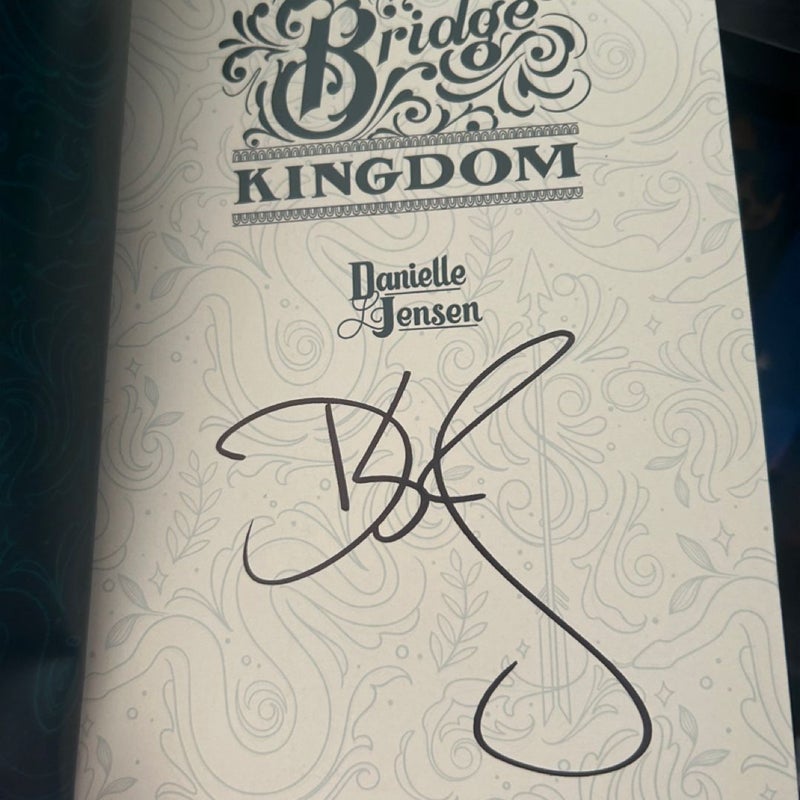 Bridge
KINGDOM
Danielle
L Jensen